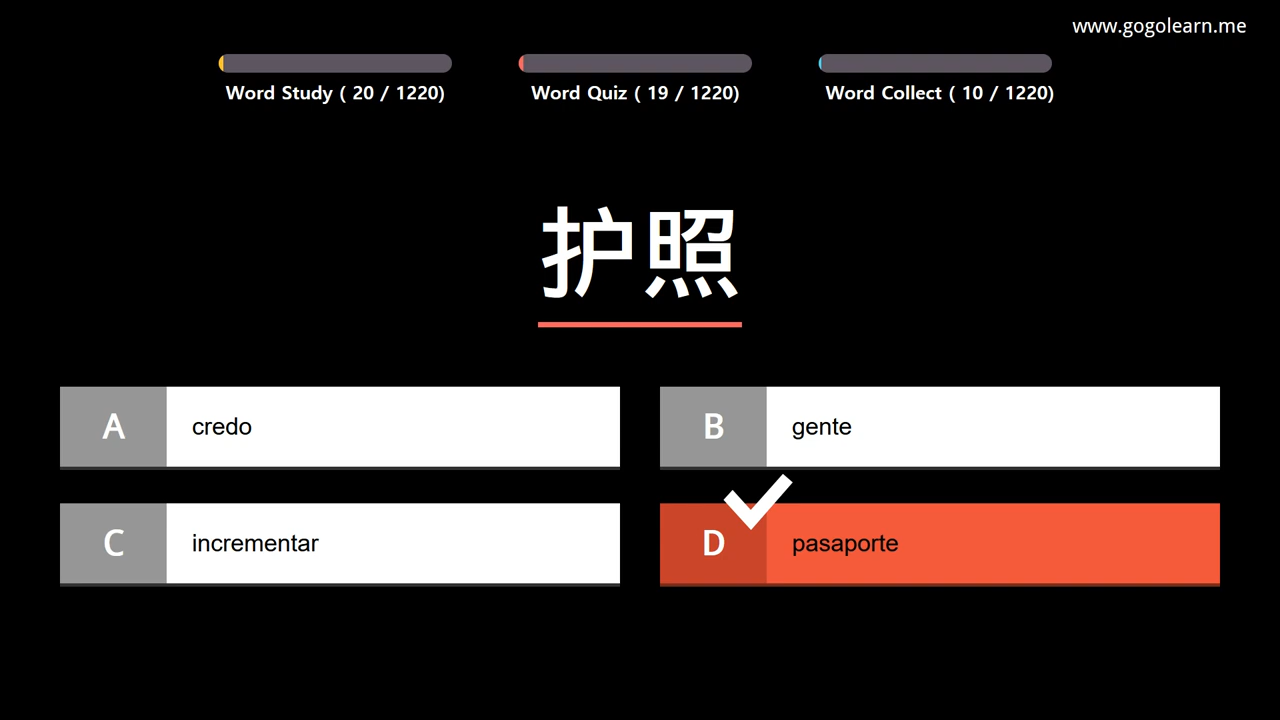 www.gogolearn.me
Word Study ( 20 / 1220)
Word Quiz ( 19 / 1220)
Word Collect ( 10 / 1220)
护照
A credo
B gente
C incrementar
D pasaporte